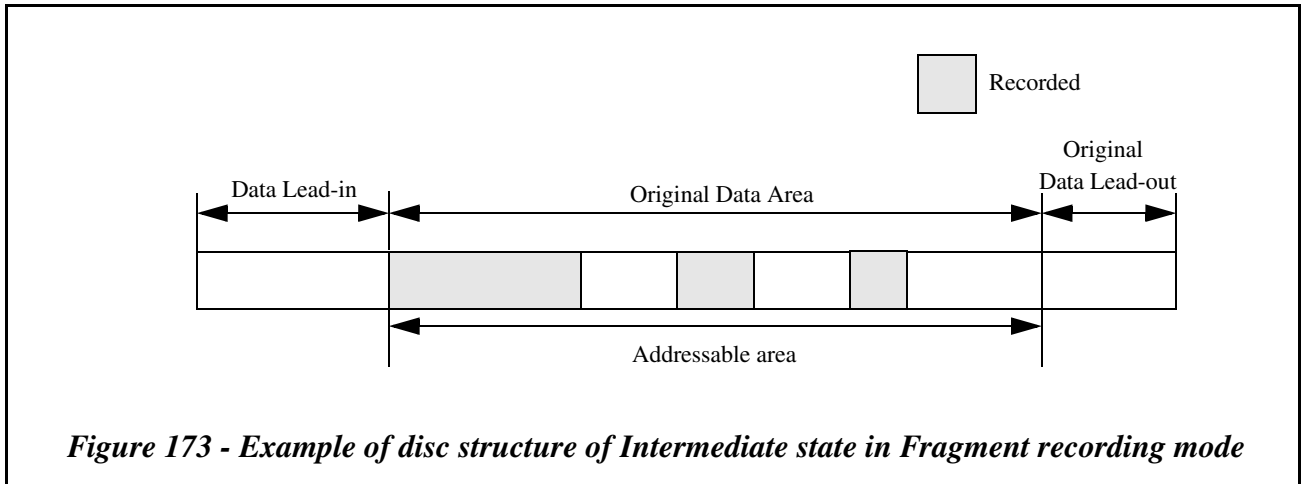 Recorded
Original
Data Lead-out
Data Lead-in
Original Data Area
Addressable area
Figure 173 - Example of disc structure of Intermediate state in Fragment recording mode